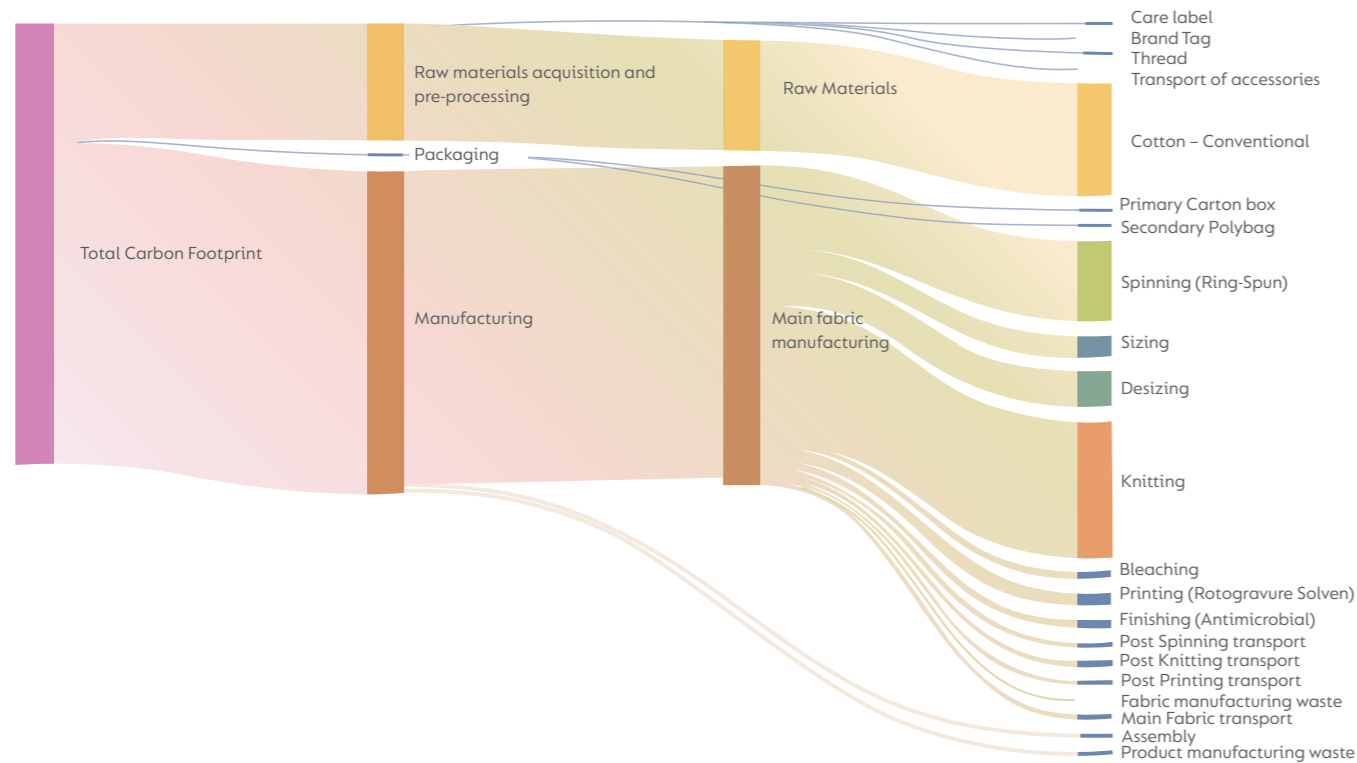 Total Carbon Footprint
Raw materials acquisition and
pre-processing
Packaging
Manufacturing
Raw Materials
Main fabric
manufacturing
Care label
Brand Tag
Thread
Transport of accessories
Cotton – Conventional
Primary Carton box
Secondary Polybag
Spinning (Ring-Spun)
Sizing
Desizing
Knitting
Bleaching
Printing (Rotogravure Solven)
Finishing (Antimicrobial)
Post Spinning transport
Post Knitting transport
Post Printing transport
Fabric manufacturing waste
Main Fabric transport
Assembly
Product manufacturing waste